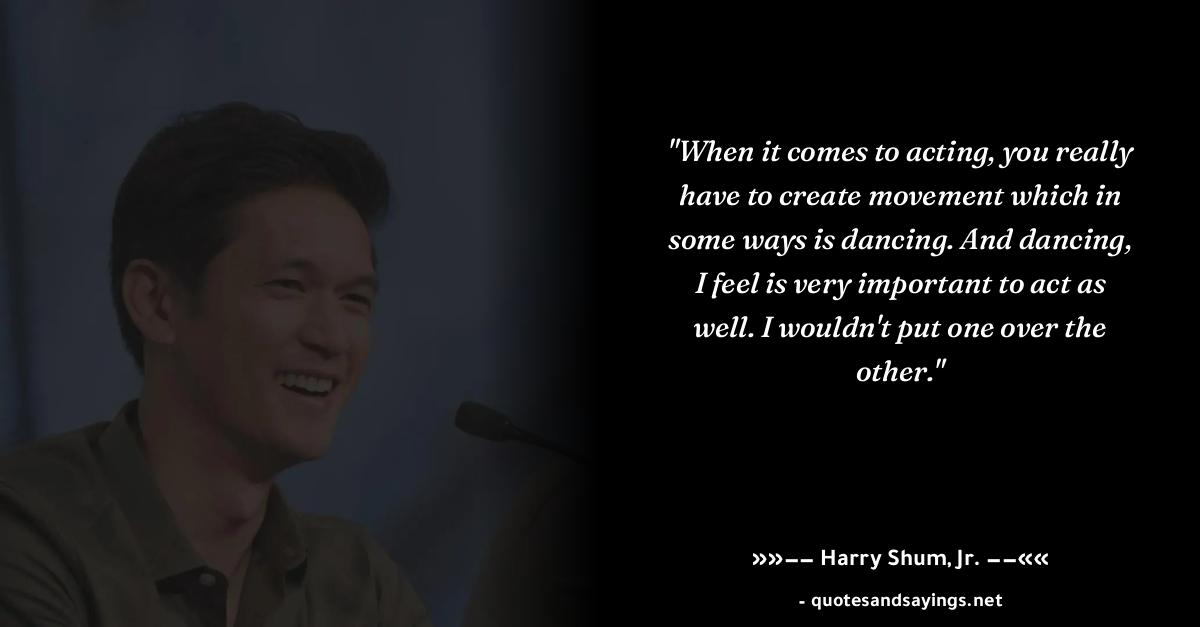 "When it comes to acting, you really
have to create movement which in
some ways is dancing. And dancing,
I feel is very important to act as
well. I wouldn't put one over the
other."
»»−− Harry Shum, Jr. −−««
- quotesandsayings.net